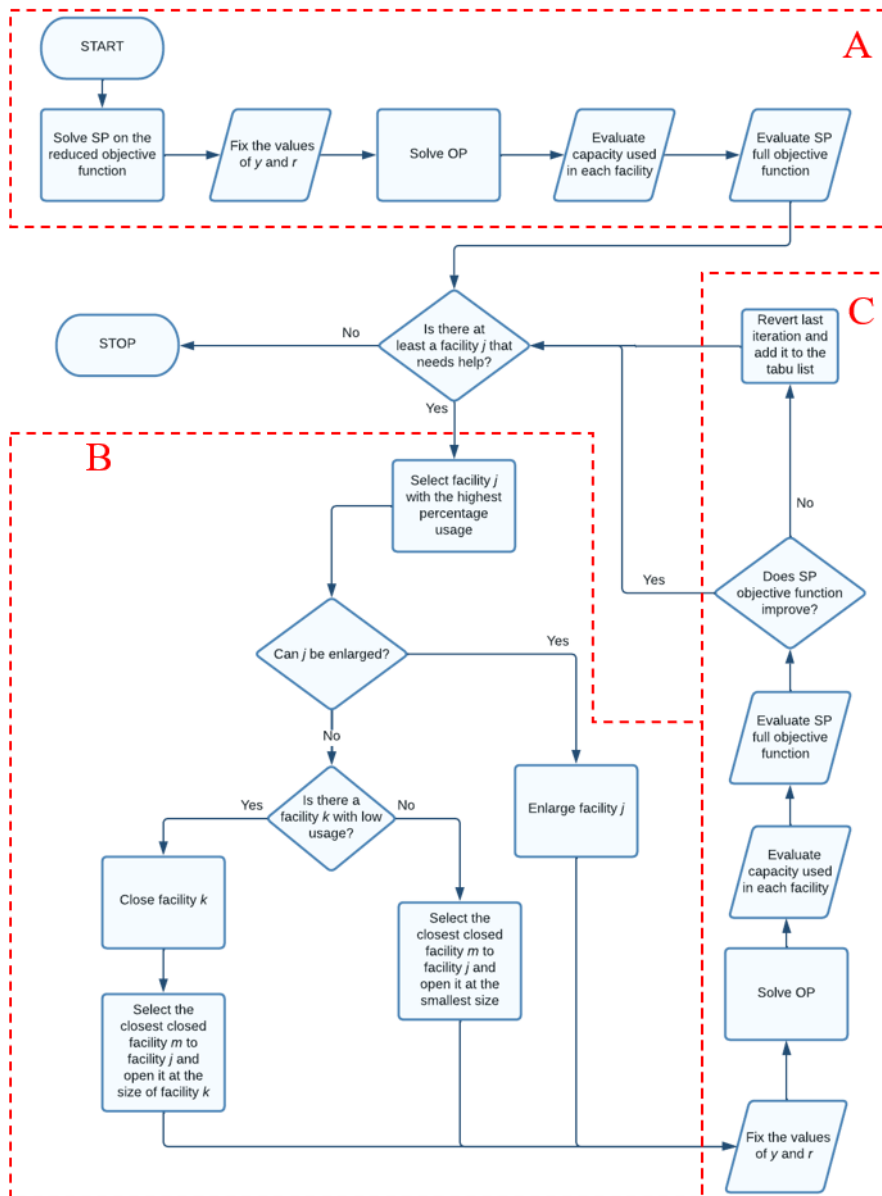 A
START
Solve SP on the
reduced objective
function
Fix the values
of y and r
Solve OP
Evaluate
capacity used
in each facility
Evaluate SP
full objective
function
Is there at
least a facility j that
needs help?
No
STOP
Yes
B
Select facility j
with the highest
percentage
usage
Can j be enlarged?
Yes
No
Enlarge facility j
Is there a
facility k with low
usage?
Yes
No
Close facility k
Select the
closest closed
facility m to
facility j and
open it at the
size of facility k
Select the
closest closed
facility m to
facility j and
open it at the
smallest size
C
Fix the values
of y and r
Solve OP
Evaluate
capacity used
in each facility
Evaluate SP
full objective
function
Does SP
objective function
improve?
Yes
No
Revert last
iteration and
add it to the
tabu list